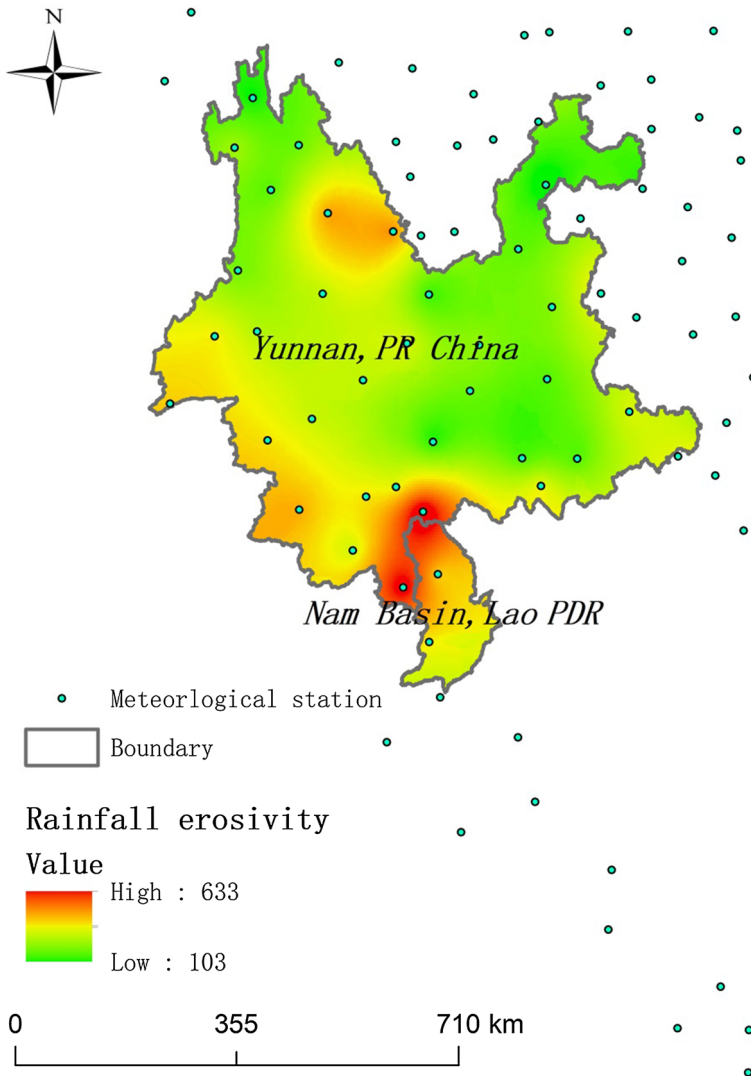 N
Yunnan, PR China
Nam Basin, Lao PDR
Meteorlogical station
Boundary
Rainfall erosivity
Value
High : 633
Low : 103
0 355 710 km